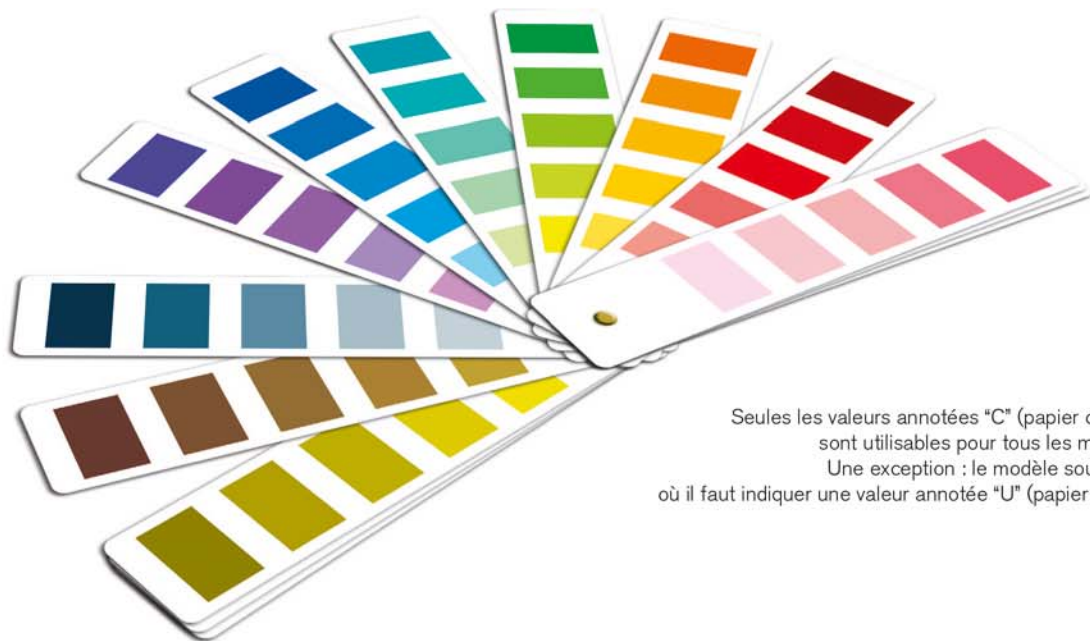 Seules les valeurs annotées “C” (papier
sont utilisables pour tous les
Une exception : le modèle
où il faut indiquer une valeur annotée “U” (papier